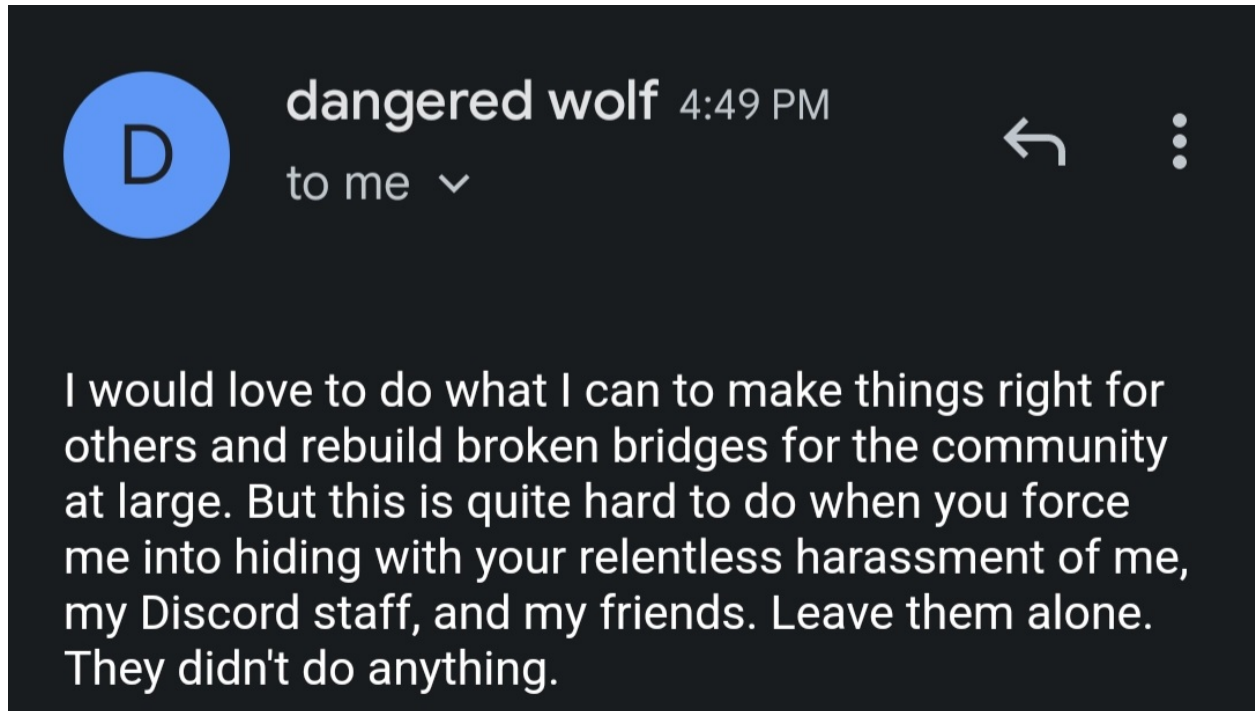 D
dangered wolf 4:49 PM
to me
I would love to do what I can to make things right for
others and rebuild broken bridges for the community
at large. But this is quite hard to do when you force
me into hiding with your relentless harassment of me,
my Discord staff, and my friends. Leave them alone.
They didn't do anything.